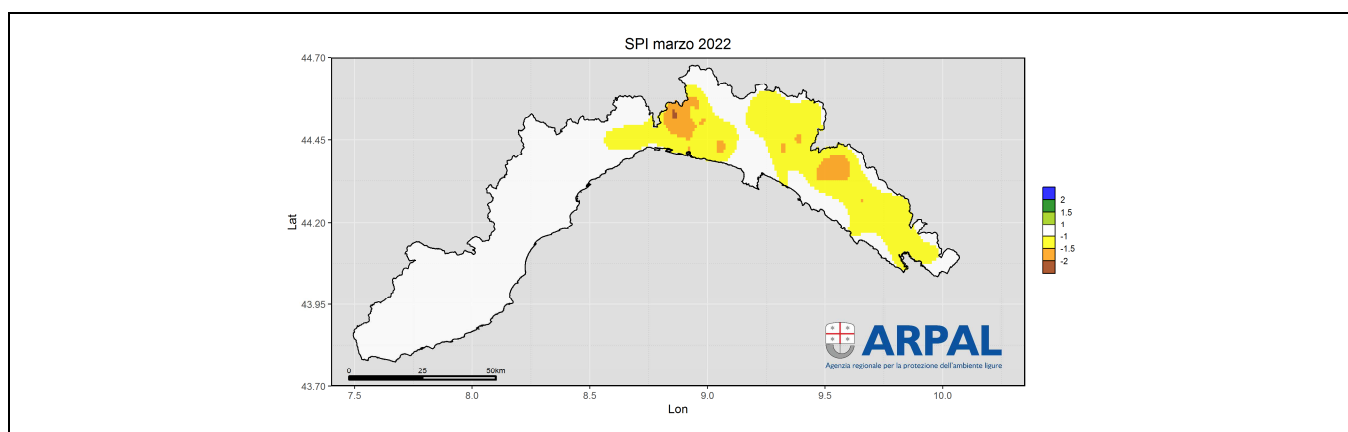 SPI marzo 2022
44.70
44.45
44.20
43.95
43.70
Lat
2
1.5
1
-1
-1.5
-2
ARPAL
Agenzia regionale per la protezione dell'ambiente ligure
0 25 50km
7.5 8.0 8.5 9.0 9.5 10.0
Lon